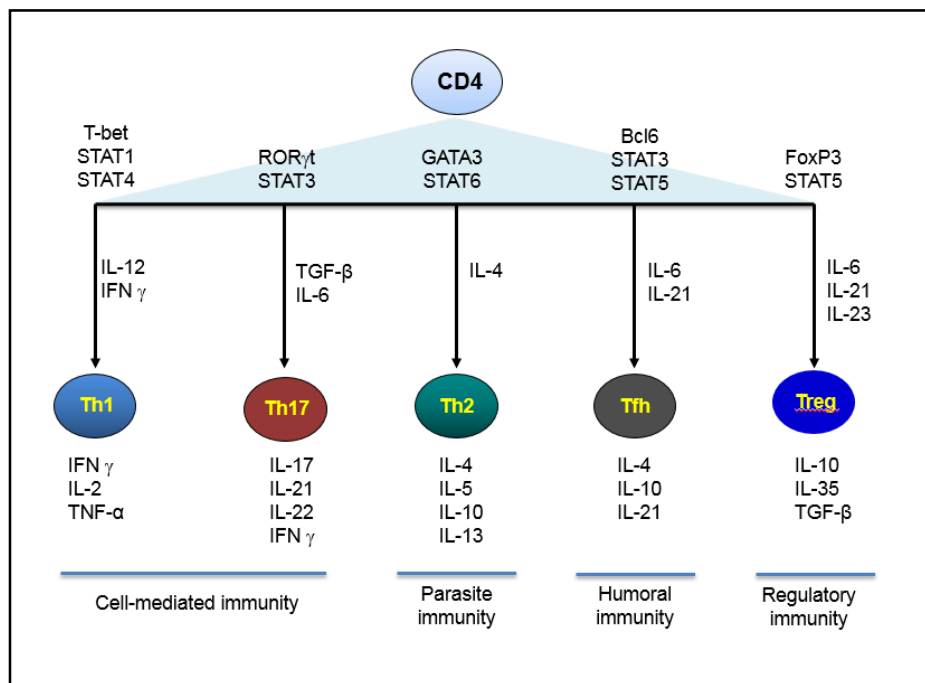 CD4
T-bet
STAT1
STAT4
RORγt
STAT3
GATA3
STAT6
Bcl6
STAT3
STAT5
FoxP3
STAT5
IL-12
IFN γ
TGF-β
IL-6
IL-4
IL-6
IL-21
IL-6
IL-21
IL-23
Th1
Th17
Th2
Tfh
Treg
IFN γ
IL-2
TNF-α
IL-17
IL-21
IL-22
IFN γ
IL-4
IL-5
IL-10
IL-13
IL-4
IL-10
IL-21
IL-10
IL-35
TGF-β
Cell-mediated immunity
Parasite
immunity
Humoral
immunity
Regulatory
immunity